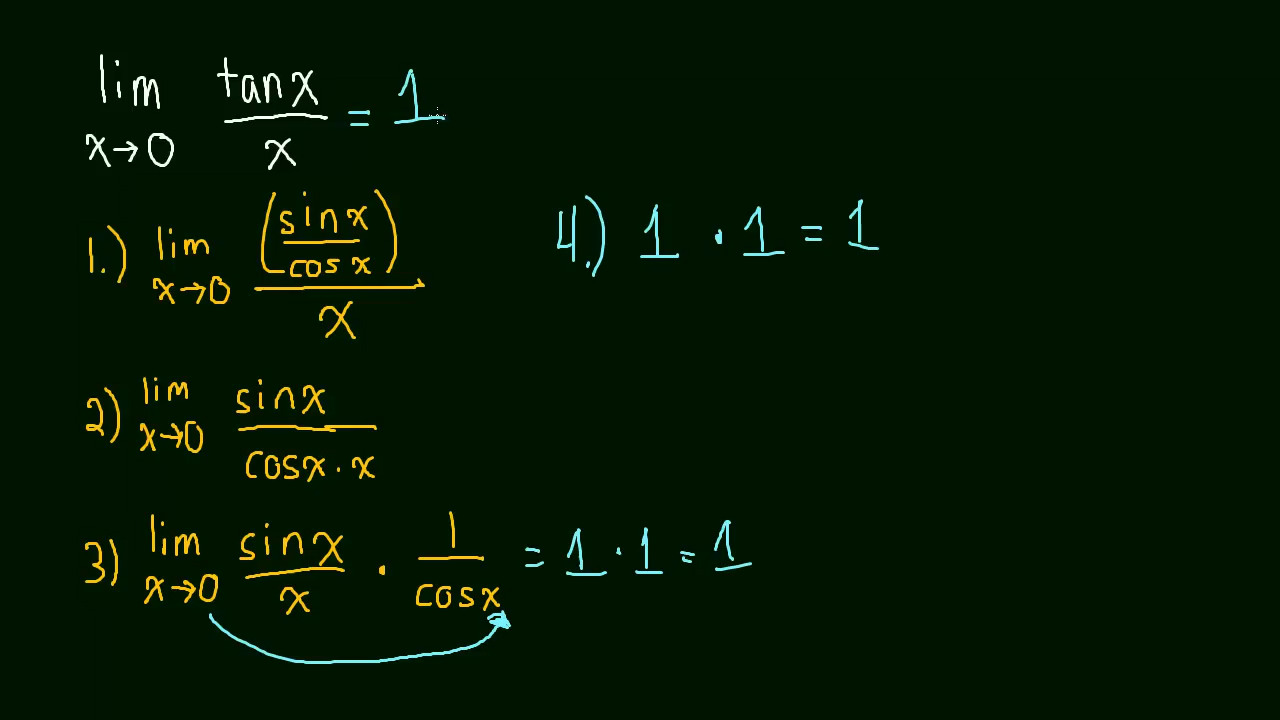 lim x→0 tanx/x = 1
1.) lim x→0 (sinx/cosx)/x
2) lim x→0 sinx/cosx·x
3) lim x→0 sinx/x · 1/cosx = 1·1 = 1
4.) 1 · 1 = 1